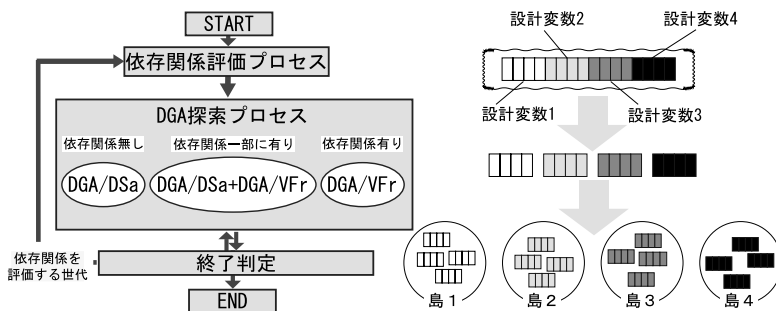 START
依存関係評価プロセス
DGA探索プロセス
依存関係無し
依存関係一部に有り
依存関係有り
DGA/DSa
DGA/DSa+DGA/VFr
DGA/VFr
依存関係を
評価する世代
終了判定
END
設計変数2
設計変数4
設計変数1
設計変数3
島1
島2
島3
島4